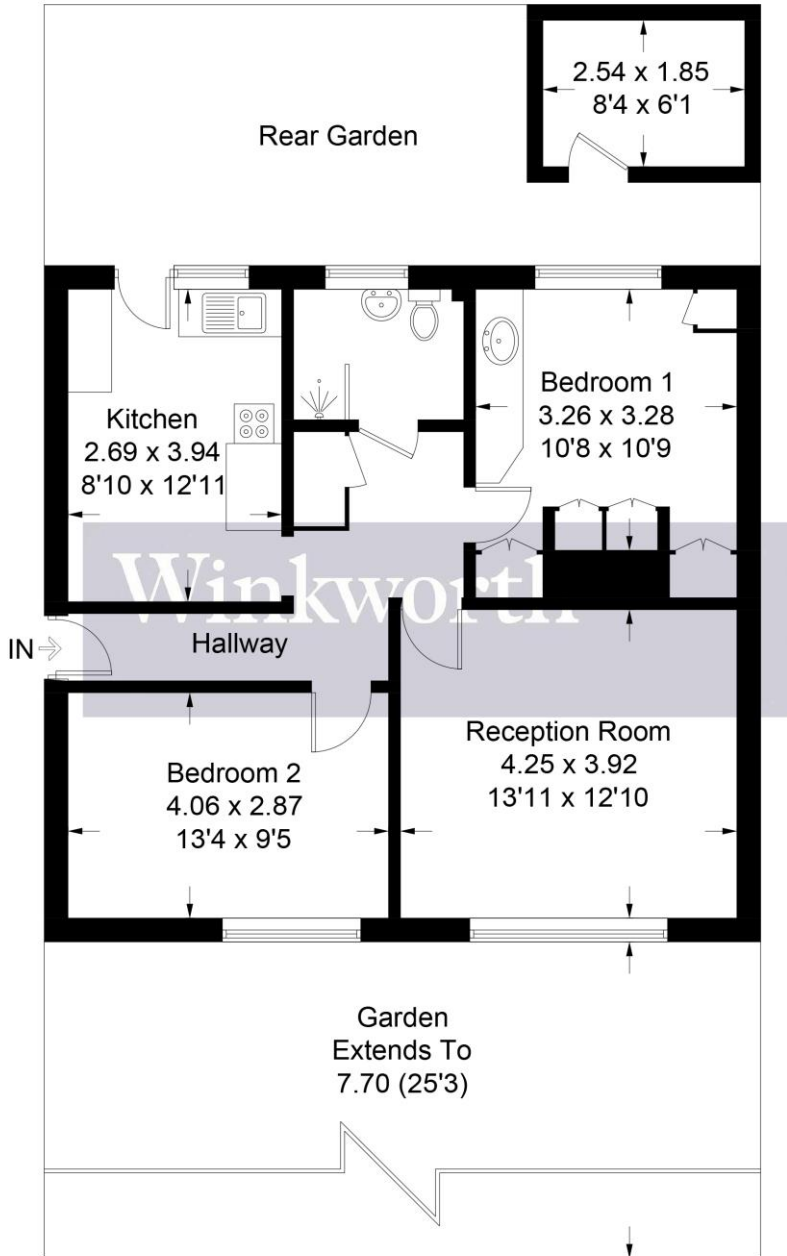 2.54 x 1.85
8'4 x 6'1
Rear Garden
Kitchen
2.69 x 3.94
8'10 x 12'11
Bedroom 1
3.26 x 3.28
10'8 x 10'9
Winkworth
IN
Hallway
Bedroom 2
4.06 x 2.87
13'4 x 9'5
Reception Room
4.25 x 3.92
13'11 x 12'10
Garden
Extends To
7.70 (25'3)